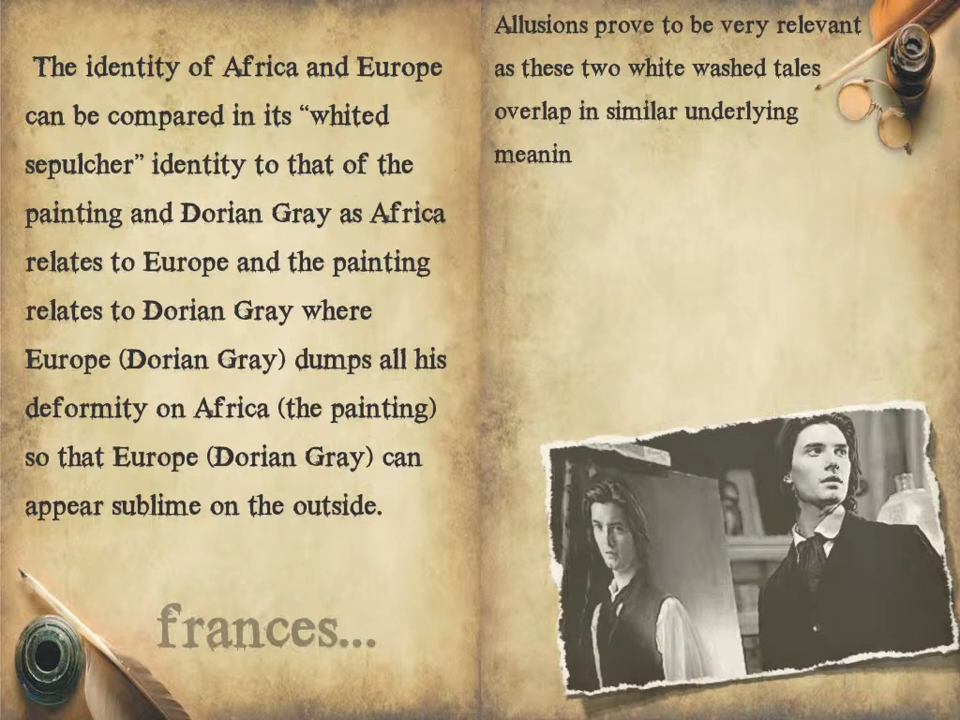 The identity of Africa and Europe
can be compared in its “whited
sepulcher” identity to that of the
painting and Dorian Gray as Africa
relates to Europe and the painting
relates to Dorian Gray where
Europe (Dorian Gray) dumps all his
deformity on Africa (the painting)
so that Europe (Dorian Gray) can
appear sublime on the outside.
frances...
Allusions prove to be very relevant
as these two white washed tales
overlap in similar underlying
meanin